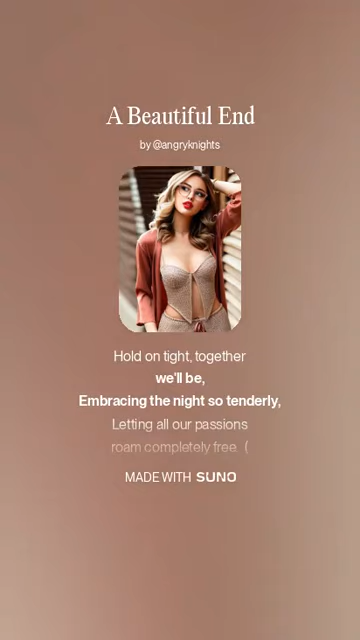 A Beautiful End
by @angryknights
Hold on tight, together
we'll be,
Embracing the night so tenderly,
Letting all our passions
roam completely free. (
MADE WITH SUNO